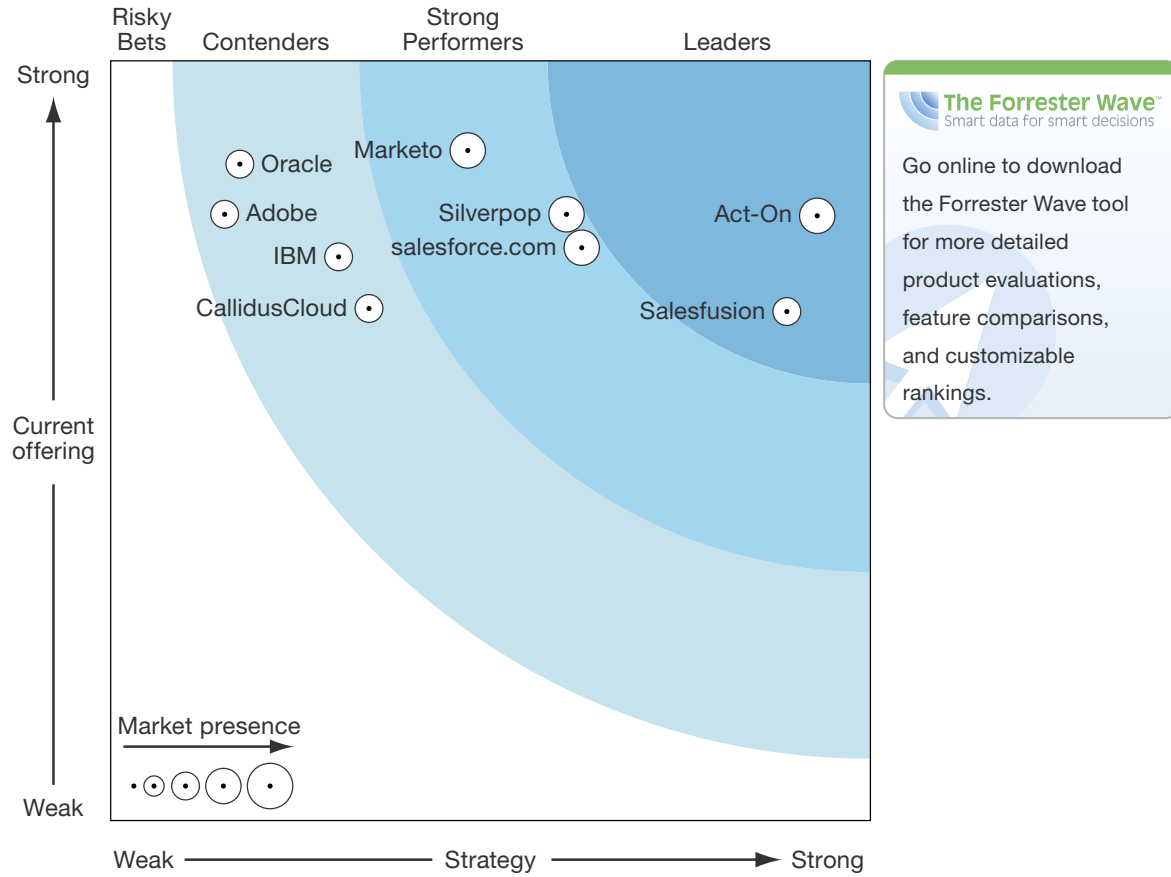 Risky
Bets
Contenders
Strong
Performers
Leaders
Strong
Current
offering
Weak
Marketo
Oracle
Adobe
Silverpop
Act-On
salesforce.com
IBM
CallidusCloud
Salesfusion
Market presence
Weak
Strategy
Strong
The Forrester Wave™
Smart data for smart decisions
Go online to download
the Forrester Wave tool
for more detailed
product evaluations,
feature comparisons,
and customizable
rankings.